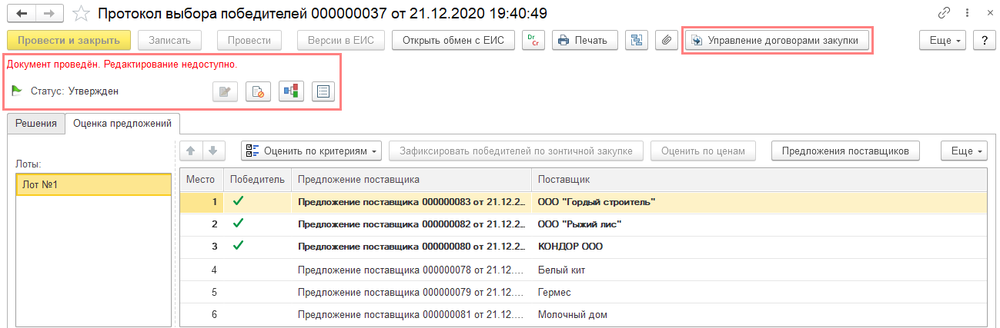 Протокол выбора победителей 000000037 от 21.12.2020 19:40:49
Провести и закрыть Записать Провести Версии в ЕИС Открыть обмен с ЕИС Dr Cr Печать Управление договорами закупки Еще ?
Документ проведён. Редактирование недоступно.
Статус: Утвержден
Решения Оценка предложений
Оценить по критериям Зафиксировать победителей по зонтичной закупке Оценить по ценам Предложения поставщиков Еще
Лоты:
Лот №1
Место Победитель Предложение поставщика Поставщик
1 Предложение поставщика 000000083 от 21.12.2... ООО "Гордый строитель"
2 Предложение поставщика 000000082 от 21.12.2... ООО "Рыжий лис"
3 Предложение поставщика 000000080 от 21.12.2... КОНДОР ООО
4 Предложение поставщика 000000078 от 21.12.... Белый кит
5 Предложение поставщика 000000079 от 21.12.... Гермес
6 Предложение поставщика 000000081 от 21.12.... Молочный дом